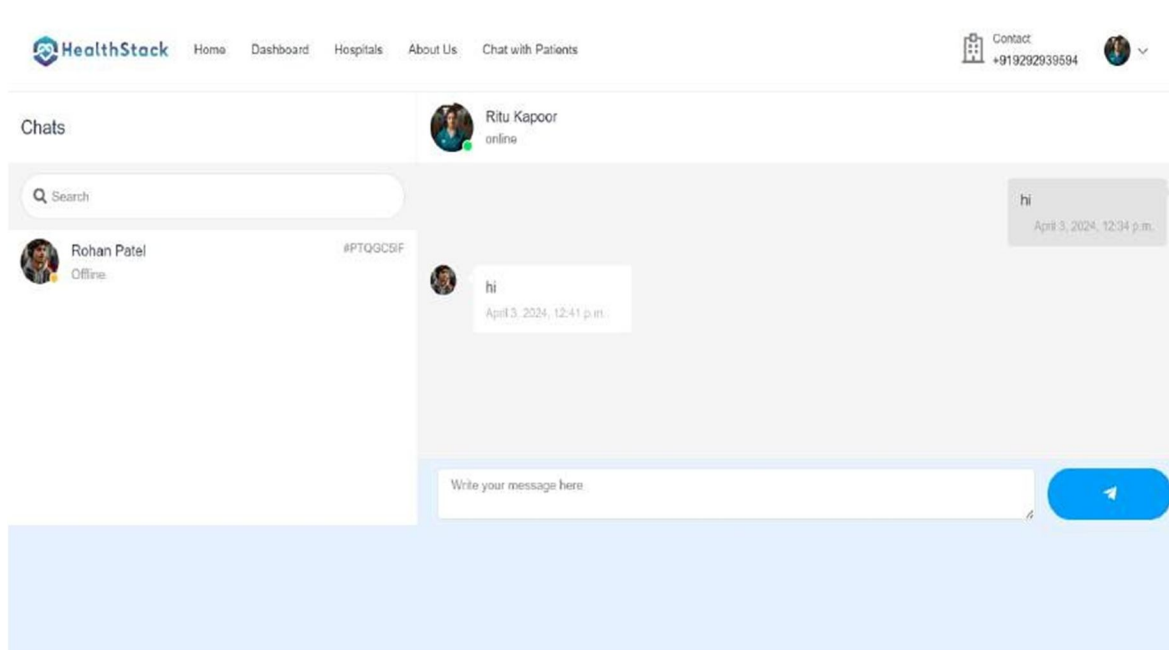 HealthStack Home Dashboard Hospitals About Us Chat with Patients
Contact
+919292939594
Chats
Search
Rohan Patel #PTQGC5IF
Offline
Ritu Kapoor
online
hi
April 3, 2024, 12:34 p.m.
hi
April 3, 2024, 12:41 p.m.
Write your message here